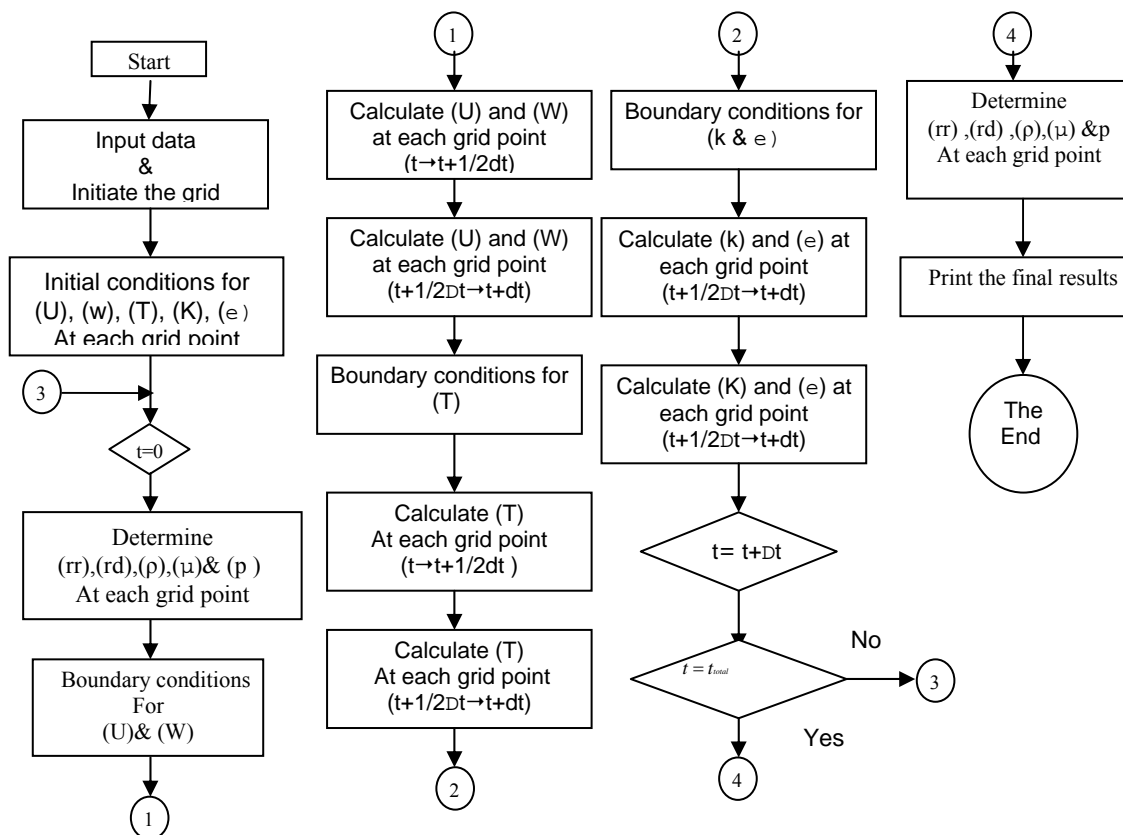 Start
Input data
&
Initiate the grid
Initial conditions for
(U), (w), (T), (K), (e)
At each grid point
3
t=0
Determine
(rr),(rd),(ρ),(μ)& (p )
At each grid point
Boundary conditions
For
(U)& (W)
1
1
Calculate (U) and (W)
at each grid point
(t→t+1/2dt)
Calculate (U) and (W)
at each grid point
(t+1/2Dt→t+dt)
Boundary conditions for
(T)
Calculate (T)
At each grid point
(t→t+1/2dt )
Calculate (T)
At each grid point
(t+1/2Dt→t+dt)
2
2
Boundary conditions for
(k & e)
Calculate (k) and (e) at
each grid point
(t+1/2Dt→t+dt)
Calculate (K) and (e) at
each grid point
(t+1/2Dt→t+dt)
t= t+Dt
t = t total
No
3
Yes
4
4
Determine
(rr) ,(rd) ,(ρ),(μ) &p
At each grid point
Print the final results
The
End